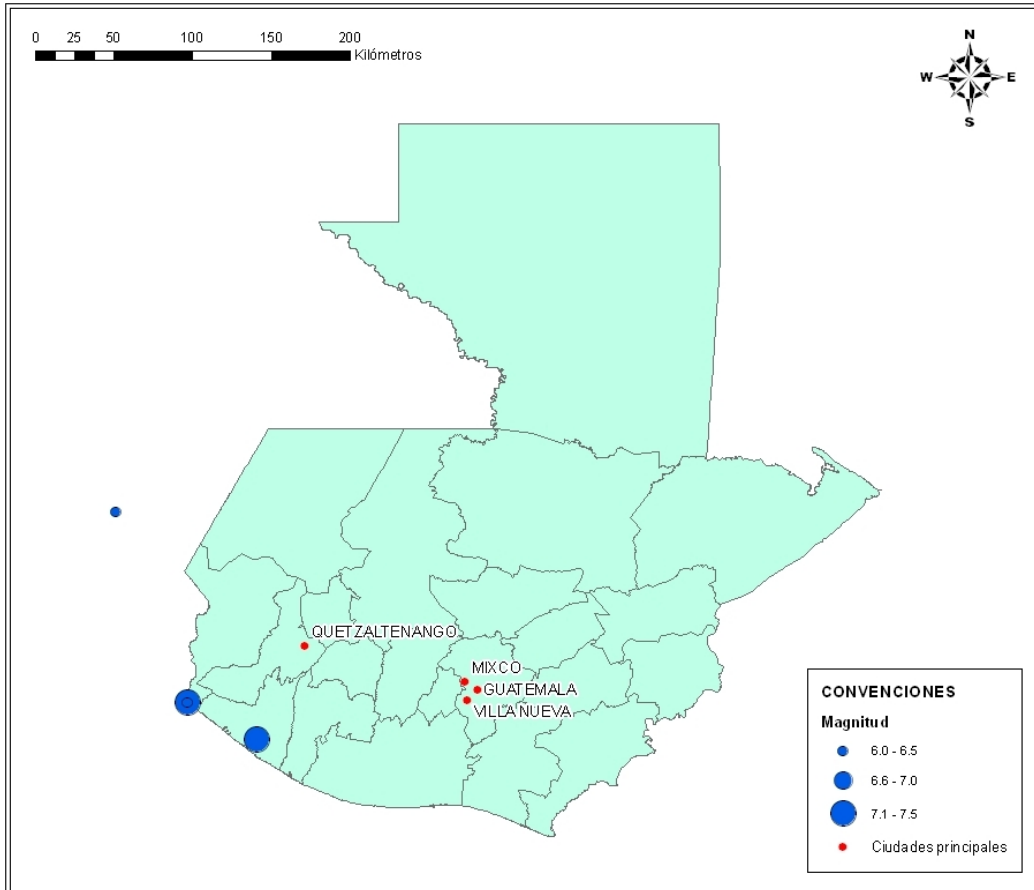 0 25 50 100 150 200
Kilómetros
N
W E
S
QUETZALTENANGO
MIXCO
GUATEMALA
VILLA NUEVA
CONVENCIONES
Magnitud
6.0 - 6.5
6.6 - 7.0
7.1 - 7.5
Ciudades principales